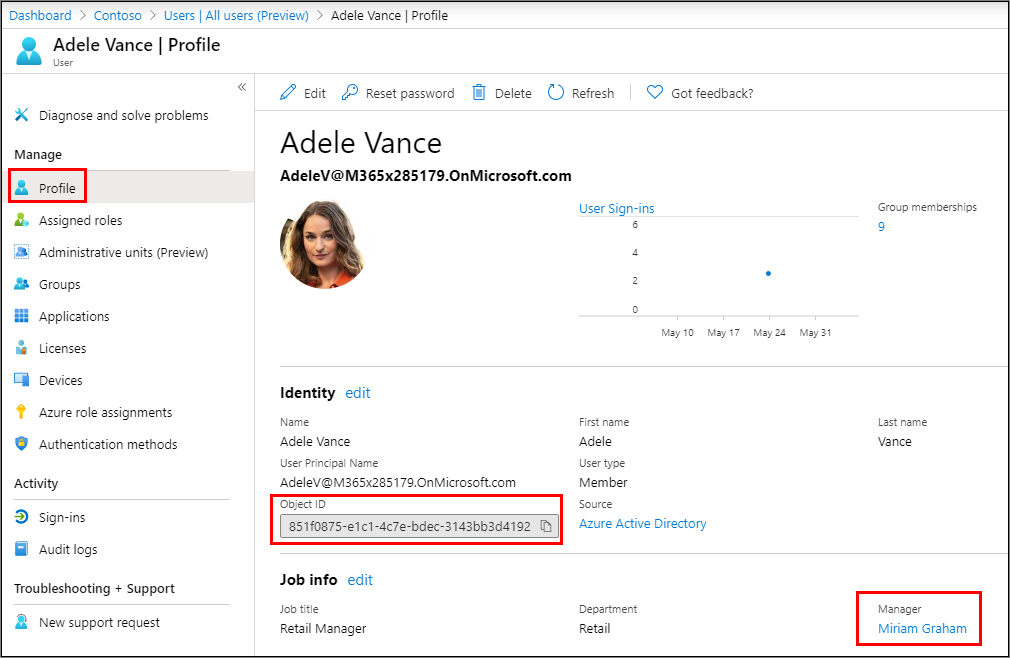 Dashboard > Contoso > Users | All users (Preview) > Adele Vance | Profile
Adele Vance | Profile
User
«
Diagnose and solve problems
Manage
Profile
Assigned roles
Administrative units (Preview)
Groups
Applications
Licenses
Devices
Azure role assignments
Authentication methods
Activity
Sign-ins
Audit logs
Troubleshooting + Support
New support request
Edit Reset password Delete Refresh Got feedback?
Adele Vance
AdeleV@M365x285179.OnMicrosoft.com
User Sign-ins
6
4
2
0
May 10 May 17 May 24 May 31
Group memberships
9
Identity edit
Name First name Last name
Adele Vance Adele Vance
User Principal Name User type
AdeleV@M365x285179.OnMicrosoft.com Member
Object ID Source
851f0875-e1c1-4c7e-bdec-3143bb3d4192 Azure Active Directory
Job info edit
Job title Department Manager
Retail Manager Retail Miriam Graham